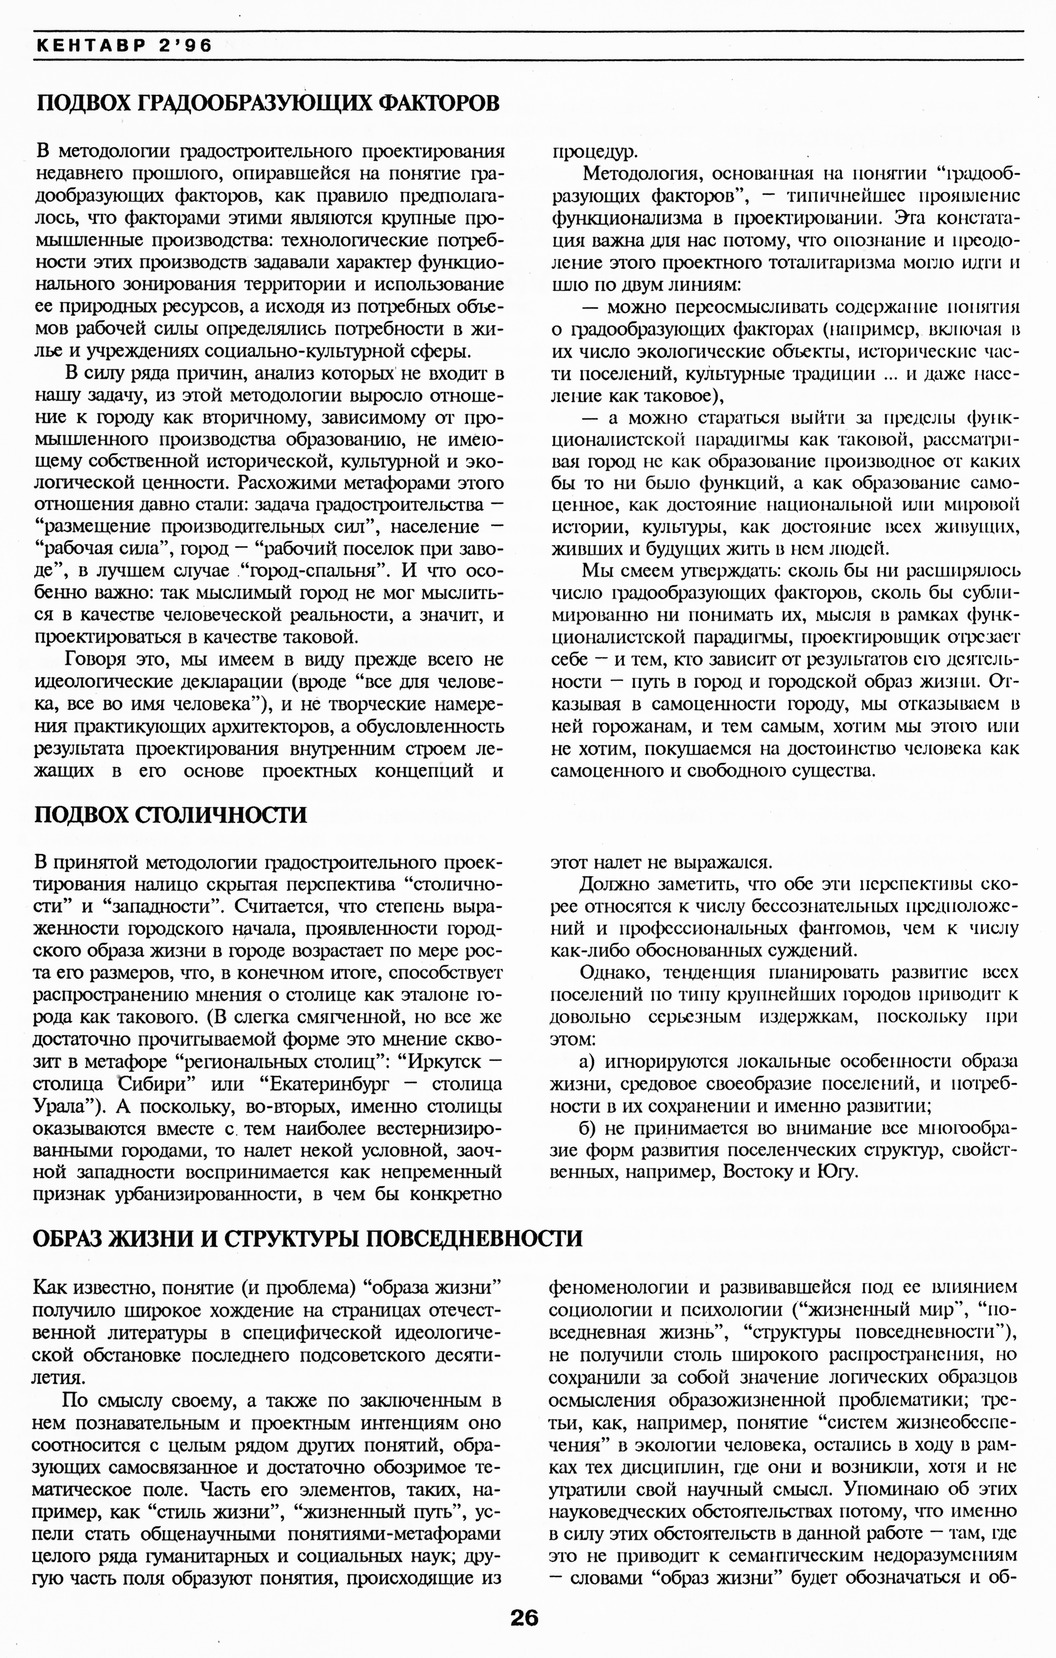 КЕНТАВР 2’96
ПОДВОХ ГРАДООБРАЗУЮЩИХ ФАКТОРОВ
В методологии градостроительного проектирования
недавнего прошлого, опиравшейся на понятие гра-
дообразующих факторов, как правило предполага-
лось, что факторами этими являются крупные про-
мышленные производства: технологические потреб-
ности этих производств задавали характер функцио-
нального зонирования территории и использование
ее природных ресурсов, а исходя из потребных объе-
мов рабочей силы определялись потребности в жи-
лье и учреждениях социально-культурной сферы.
В силу ряда причин, анализ которых не входит в
нашу задачу, из этой методологии выросло отноше-
ние к городу как вторичному, зависимому от про-
мышленного производства образованию, не имею-
щему собственной исторической, культурной и эко-
логической ценности. Расхожими метафорами этого
отношения давно стали: задача градостроительства —
“размещение производительных сил”, население —
“рабочая сила”, город — “рабочий поселок при заво-
де”, в лучшем случае “город-спальня”. И что осо-
бенно важно: так мыслимый город не мог мыслить-
ся в качестве человеческой реальности, а значит, и
проектироваться в качестве таковой.
Говоря это, мы имеем в виду прежде всего не
идеологические декларации (вроде “все для челове-
ка, все во имя человека”), и не творческие намере-
ния практикующих архитекторов, а обусловленность
результата проектирования внутренним строем ле-
жащих в его основе проектных концепций и
процедур.
Методология, основанная на понятии “градооб-
разующих факторов”, — типичнейшее проявление
функционализма в проектировании. Эта констата-
ция важна для нас потому, что опознание и преодо-
ление этого проектного тоталитаризма могло идти и
шло по двум линиям:
— можно переосмысливать содержание понятия
о градообразующих факторах (например, включая в
их число экологические объекты, исторические час-
ти поселений, культурные традиции ... и даже насе-
ление как таковое),
— а можно стараться выйти за пределы функ-
ционалистской парадигмы как таковой, рассматри-
вая город не как образование производное от каких
бы то ни было функций, а как образование само-
ценное, как достояние национальной или мировой
истории, культуры, как достояние всех живущих,
живших и будущих жить в нем людей.
Мы смеем утверждать: сколь бы ни расширялось
число градообразующих факторов, сколь бы субли-
мированно ни понимать их, мысля в рамках функ-
ционалистской парадигмы, проектировщик отрезает
себе — и тем, кто зависит от результатов его деятель-
ности — путь в город и городской образ жизни. От-
казывая в самоценности городу, мы отказываем в
ней горожанам, и тем самым, хотим мы этого или
не хотим, покушаемся на достоинство человека как
самоценного и свободного существа.
ПОДВОХ СТОЛИЧНОСТИ
В принятой методологии градостроительного проек-
тирования налицо скрытая перспектива “столично-
сти” и “западности”. Считается, что степень выра-
женности городского начала, проявленности город-
ского образа жизни в городе возрастает по мере рос-
та его размеров, что, в конечном итоге, способствует
распространению мнения о столице как эталоне го-
рода как такового. (В слегка смягченной, но все же
достаточно прочитываемой форме это мнение скво-
зит в метафоре “региональных столиц”: “Иркутск —
столица Сибири” или “Екатеринбург — столица
Урала”). А поскольку, во-вторых, именно столицы
оказываются вместе с тем наиболее вестернизиро-
ванными городами, то налет некой условной, заоч-
ной западности воспринимается как непременный
признак урбанизированности, в чем бы конкретно
этот налет не выражался.
Должно заметить, что обе эти перспективы ско-
рее относятся к числу бессознательных предположе-
ний и профессиональных фантомов, чем к числу
как-либо обоснованных суждений.
Однако, тенденция планировать развитие всех
поселений по типу крупнейших городов приводит к
довольно серьезным издержкам, поскольку при
этом:
а) игнорируются локальные особенности образа
жизни, средовое своеобразие поселений, и потреб-
ности в их сохранении и именно развитии;
б) не принимается во внимание все многообра-
зие форм развития поселенческих структур, свойст-
венных, например, Востоку и Югу.
ОБРАЗ ЖИЗНИ И СТРУКТУРЫ ПОВСЕДНЕВНОСТИ
Как известно, понятие (и проблема) “образа жизни”
получило широкое хождение на страницах отечест-
венной литературы в специфической идеологиче-
ской обстановке последнего подсоветского десяти-
летия.
По смыслу своему, а также по заключенным в
нем познавательным и проектным интенциям оно
соотносится с целым рядом других понятий, обра-
зующих самосвязанное и достаточно обозримое те-
матическое поле. Часть его элементов, таких, на-
пример, как “стиль жизни”, “жизненный путь”, ус-
пели стать общенаучными понятиями-метафорами
целого ряда гуманитарных и социальных наук; дру-
гую часть поля образуют понятия, происходящие из
феноменологии и развивавшейся под ее влиянием
социологии и психологии (“жизненный мир”, “по-
вседневная жизнь”, “структуры повседневности”),
не получили столь широкого распространения, но
сохранили за собой значение логических образцов
осмысления образожизненной проблематики; тре-
тьи, как, например, понятие “систем жизнеобеспе-
чения” в экологии человека, остались в ходу в рам-
ках тех дисциплин, где они и возникли, хотя и не
утратили свой научный смысл. Упоминаю об этих
науковедческих обстоятельствах потому, что именно
в силу этих обстоятельств в данной работе — там, где
это не приводит к семантическим недоразумениям
— словами “образ жизни” будет обозначаться и об-
26